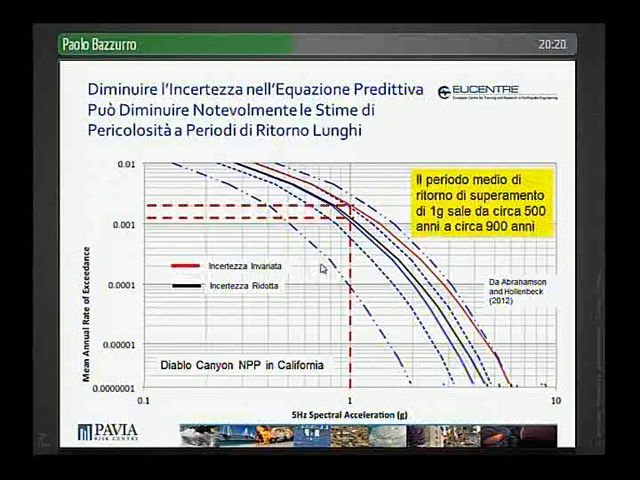 Paolo Bazzurro
20:20
Diminuire l'Incertezza nell'Equazione Predittiva
Può Diminuire Notevolmente le Stime di
Pericolosità a Periodi di Ritorno Lunghi
EUCENTRE
Il periodo medio di
ritorno di superamento
di 1g sale da circa 500
anni a circa 900 anni
0.01
0.001
0.0001
0.00001
0.0000001
Mean Annual Rate of Exceedance
Incertezza Invariata
Incertezza Ridotta
Da Abrahamson
and Hollenbeck
(2012)
Diablo Canyon NPP in California
0.1
1
10
5Hz Spectral Acceleration (g)
PAVIA
RISK CENTRE